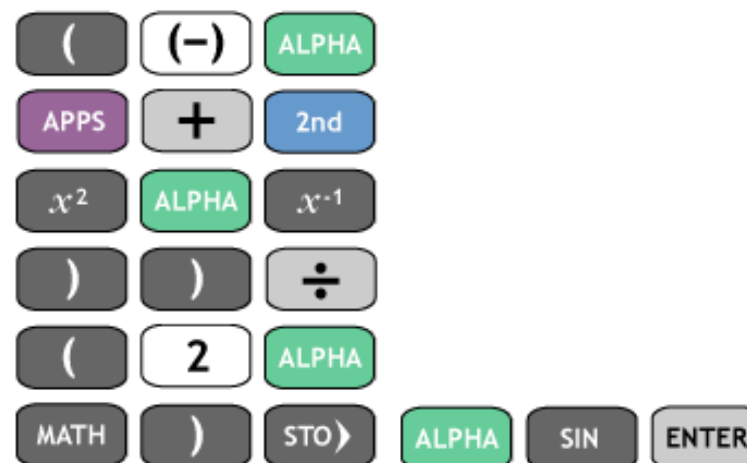 ( (−) ALPHA
APPS + 2nd
x² ALPHA x⁻¹
) ) ÷
( 2 ALPHA
MATH ) STO⟩ ALPHA SIN ENTER